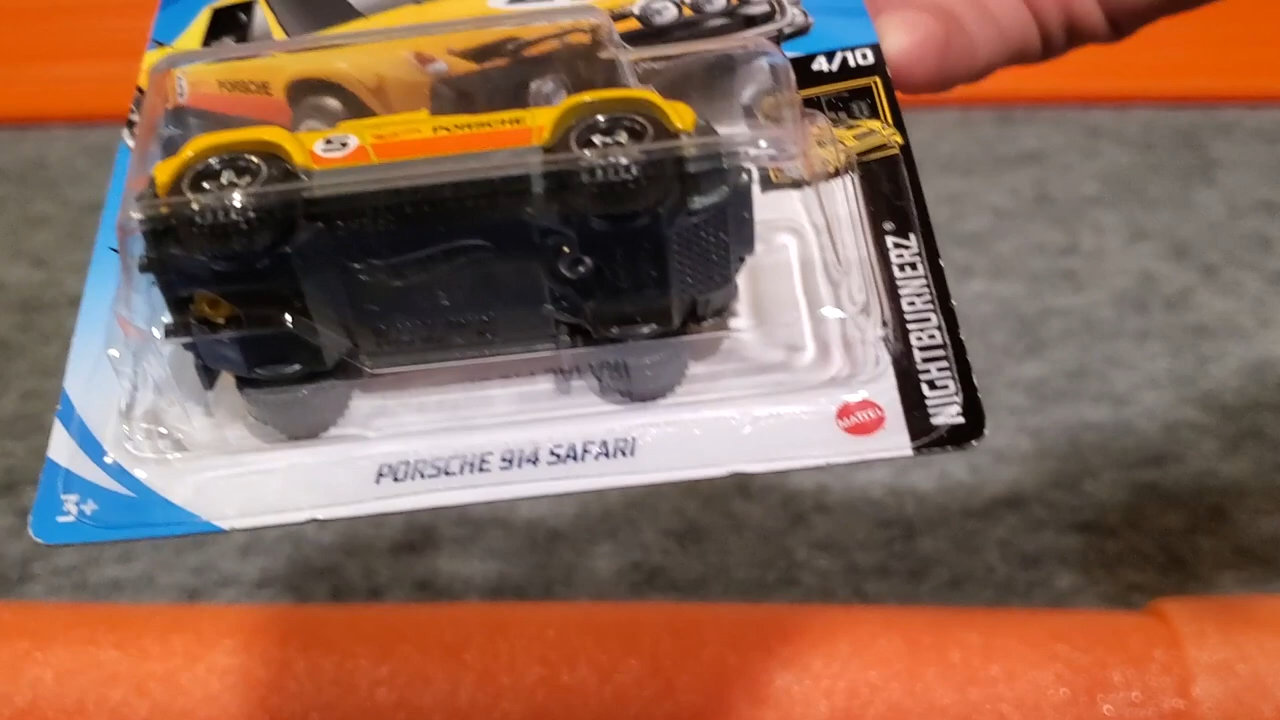 4/10
PORSCHE
PORSCHE
NIGHTBURNERZ®
MATTEL
PORSCHE 914 SAFARI
3+